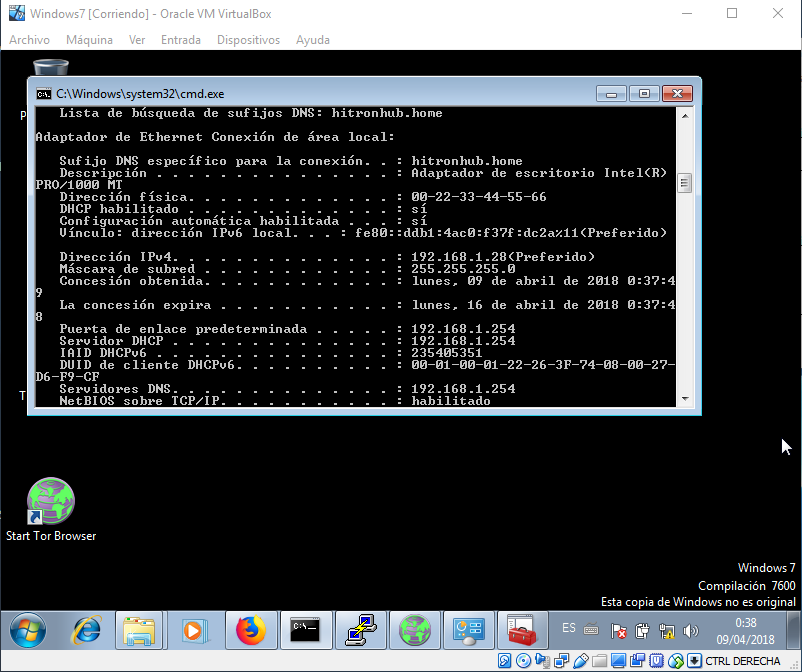 Windows7 [Corriendo] - Oracle VM VirtualBox
Archivo Máquina Ver Entrada Dispositivos Ayuda
C:\Windows\system32\cmd.exe
Lista de búsqueda de sufijos DNS: hitronhub.home
Adaptador de Ethernet Conexión de área local:
Sufijo DNS específico para la conexión. . : hitronhub.home
Descripción . . . . . . . . . . . . . . . : Adaptador de escritorio Intel(R)
PRO/1000 MT
Dirección física. . . . . . . . . . . . . : 00-22-33-44-55-66
DHCP habilitado . . . . . . . . . . . . . : sí
Configuración automática habilitada . . . : sí
Vínculo: dirección IPv6 local. . . : fe80::ddb1:4ac0:f37f:dc2a%11(Preferido)
Dirección IPv4. . . . . . . . . . . . . . : 192.168.1.28(Preferido)
Máscara de subred . . . . . . . . . . . . : 255.255.255.0
Concesión obtenida. . . . . . . . . . . . : lunes, 09 de abril de 2018 0:37:4
9
La concesión expira . . . . . . . . . . . : lunes, 16 de abril de 2018 0:37:4
8
Puerta de enlace predeterminada . . . . . : 192.168.1.254
Servidor DHCP . . . . . . . . . . . . . . : 192.168.1.254
IAID DHCPv6 . . . . . . . . . . . . . . . : 235405351
DUID de cliente DHCPv6. . . . . . . . . . : 00-01-00-01-22-26-3F-74-08-00-27-
D6-F9-CF
Servidores DNS. . . . . . . . . . . . . . : 192.168.1.254
NetBIOS sobre TCP/IP. . . . . . . . . . . : habilitado
Start Tor Browser
Windows 7
Compilación 7600
Esta copia de Windows no es original
ES
0:38
09/04/2018
CTRL DERECHA